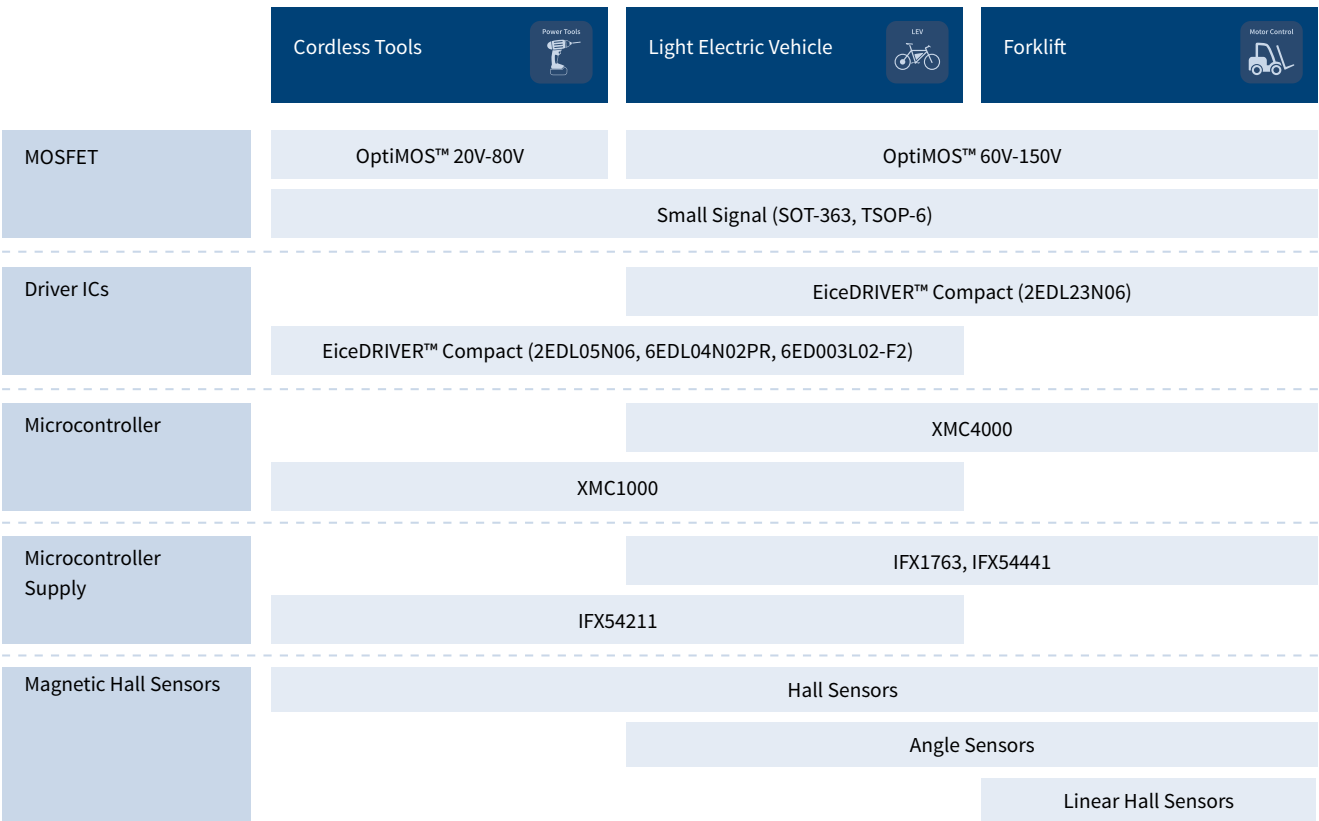 Cordless Tools
Power Tools
Light Electric Vehicle
LEV
Forklift
Motor Control
MOSFET
OptiMOS™ 20V-80V
OptiMOS™ 60V-150V
Small Signal (SOT-363, TSOP-6)
Driver ICs
EiceDRIVER™ Compact (2EDL23N06)
EiceDRIVER™ Compact (2EDL05N06, 6EDL04N02PR, 6ED003L02-F2)
Microcontroller
XMC4000
XMC1000
Microcontroller
Supply
IFX1763, IFX54441
IFX54211
Magnetic Hall Sensors
Hall Sensors
Angle Sensors
Linear Hall Sensors